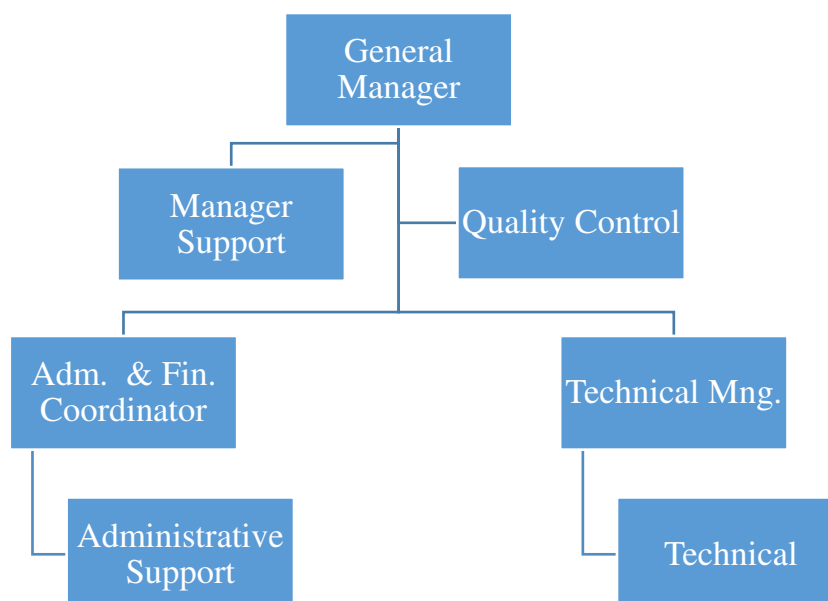 General
Manager
Manager
Support
Quality Control
Adm.  & Fin.
Coordinator
Technical Mng.
Administrative
Support
Technical